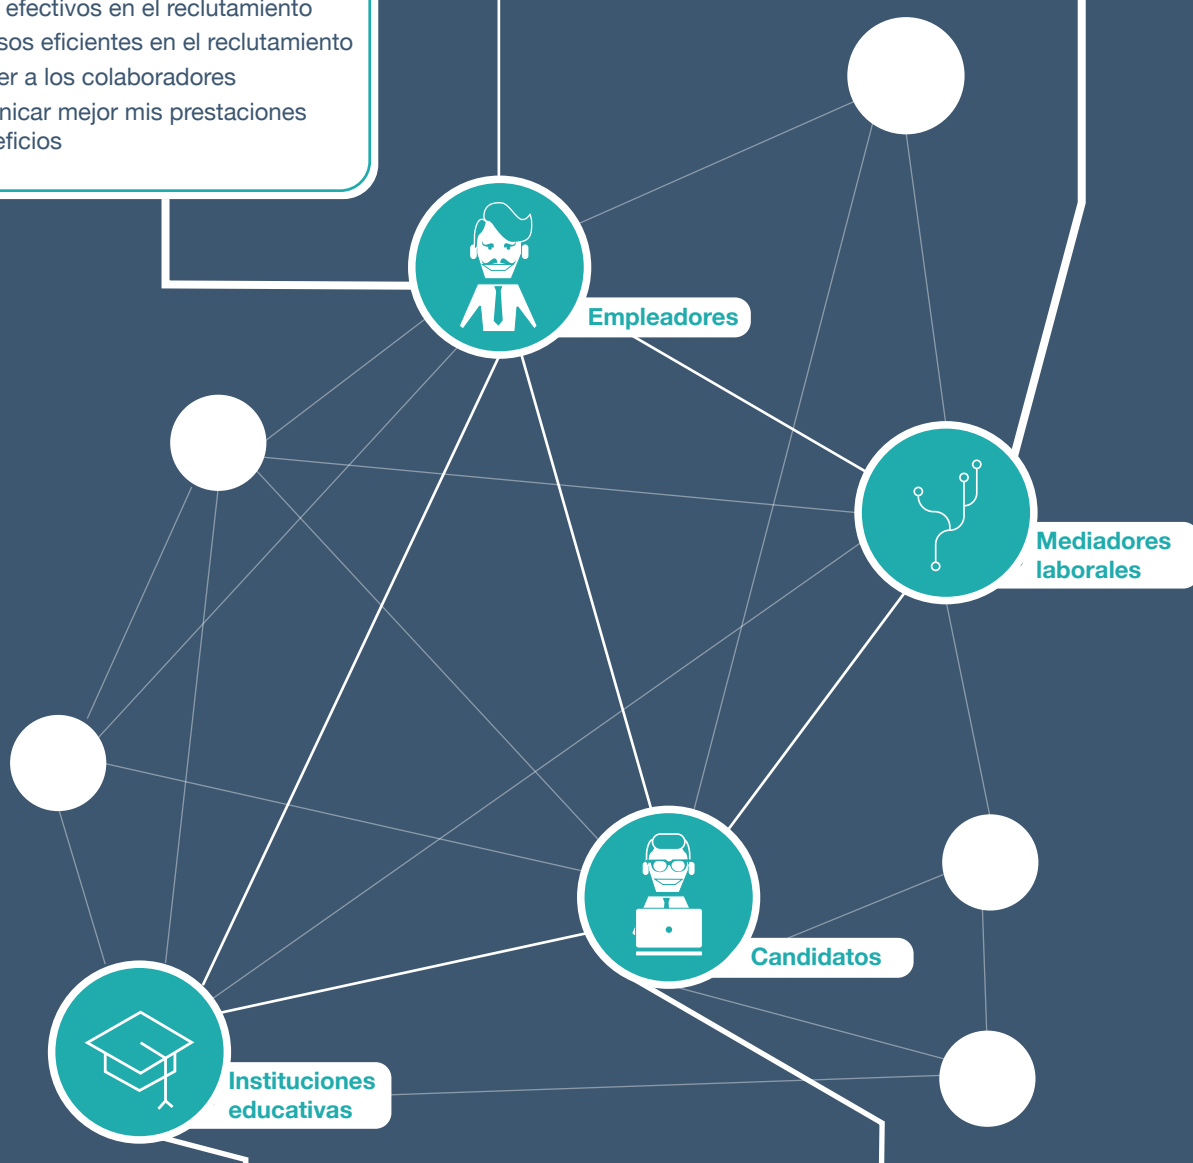 efectivos en el reclutamiento
sos eficientes en el reclutamiento
er a los colaboradores
nicar mejor mis prestaciones
eficios
Empleadores
Mediadores
laborales
Candidatos
Instituciones
educativas